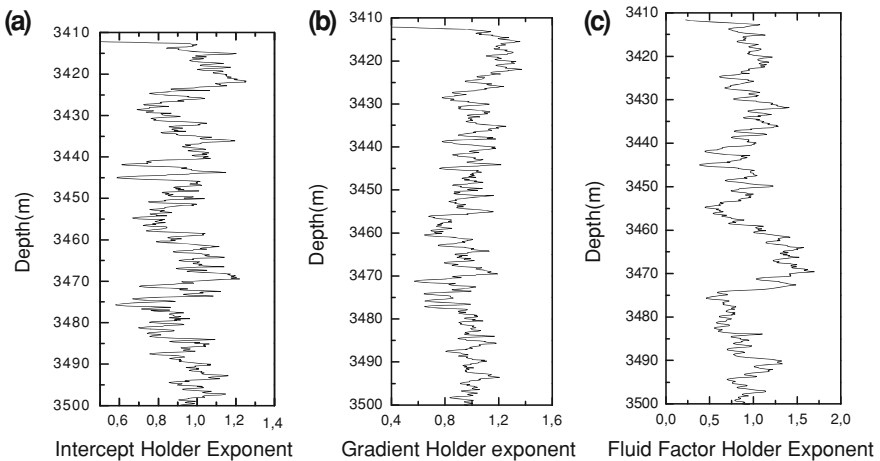 (a)
3410
3420
3430
3440
3450
3460
3470
3480
3490
3500
Depth(m)
0,6 0,8 1,0 1,2 1,4
Intercept Holder Exponent
(b)
3410
3420
3430
3440
3450
3460
3470
3480
3490
3500
Depth(m)
0,4 0,8 1,2 1,6
Gradient Holder exponent
(c)
3410
3420
3430
3440
3450
3460
3470
3480
3490
3500
Depth(m)
0,0 0,5 1,0 1,5 2,0
Fluid Factor Holder Exponent